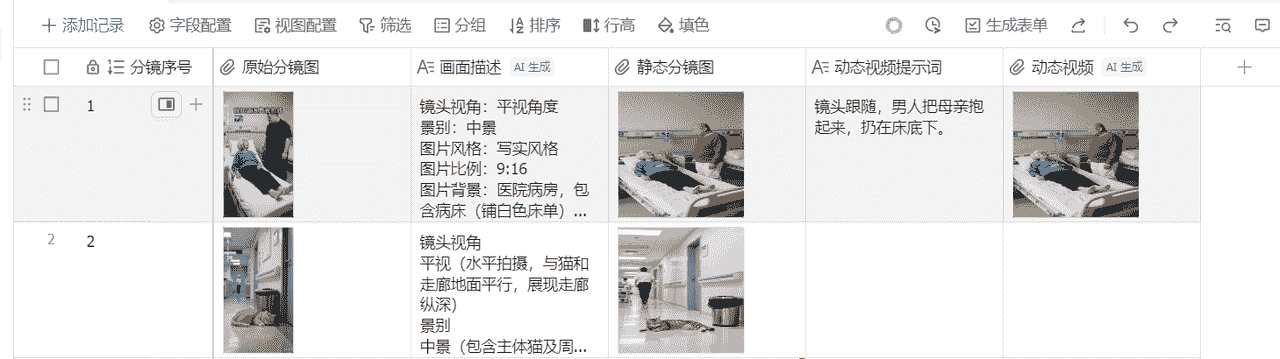 添加记录 字段配置 视图配置 筛选 分组 排序 行高 填色 生成表单
分镜序号 原始分镜图 画面描述 AI 生成 静态分镜图 动态视频提示词 动态视频 AI 生成
1
镜头视角：平视角度
景别：中景
图片风格：写实风格
图片比例：9:16
图片背景：医院病房，包
含病床（铺白色床单）...
镜头跟随，男人把母亲抱
起来，扔在床底下。
2 2
镜头视角
平视（水平拍摄，与猫和
走廊地面平行，展现走廊
纵深）
景别
中景（包含主体猫及周...